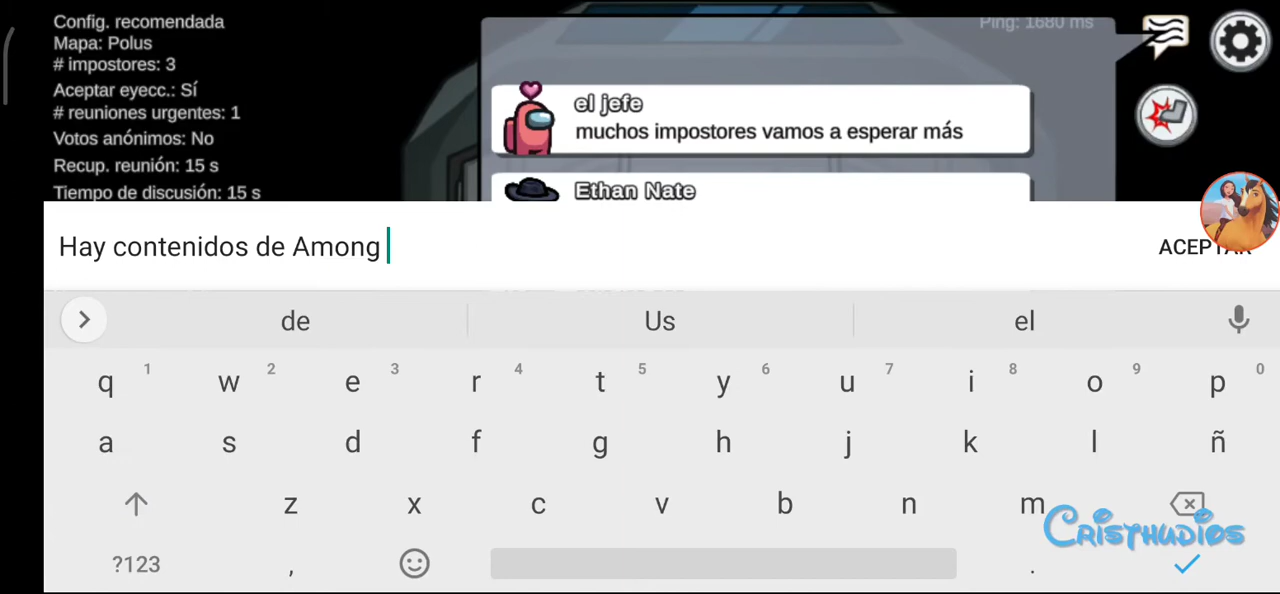 Config. recomendada
Mapa: Polus
# impostores: 3
Aceptar eyecc.: Sí
# reuniones urgentes: 1
Votos anónimos: No
Recup. reunión: 15 s
Tiempo de discusión: 15 s
Ping: 1680 ms
el jefe
muchos impostores vamos a esperar más
Ethan Nate
Hay contenidos de Among
ACEPTAR
de Us el
1 2 3 4 5 6 7 8 9 0
q w e r t y u i o p
a s d f g h j k l ñ
z x c v b n m
CRISTHUDIOS
?123 , .